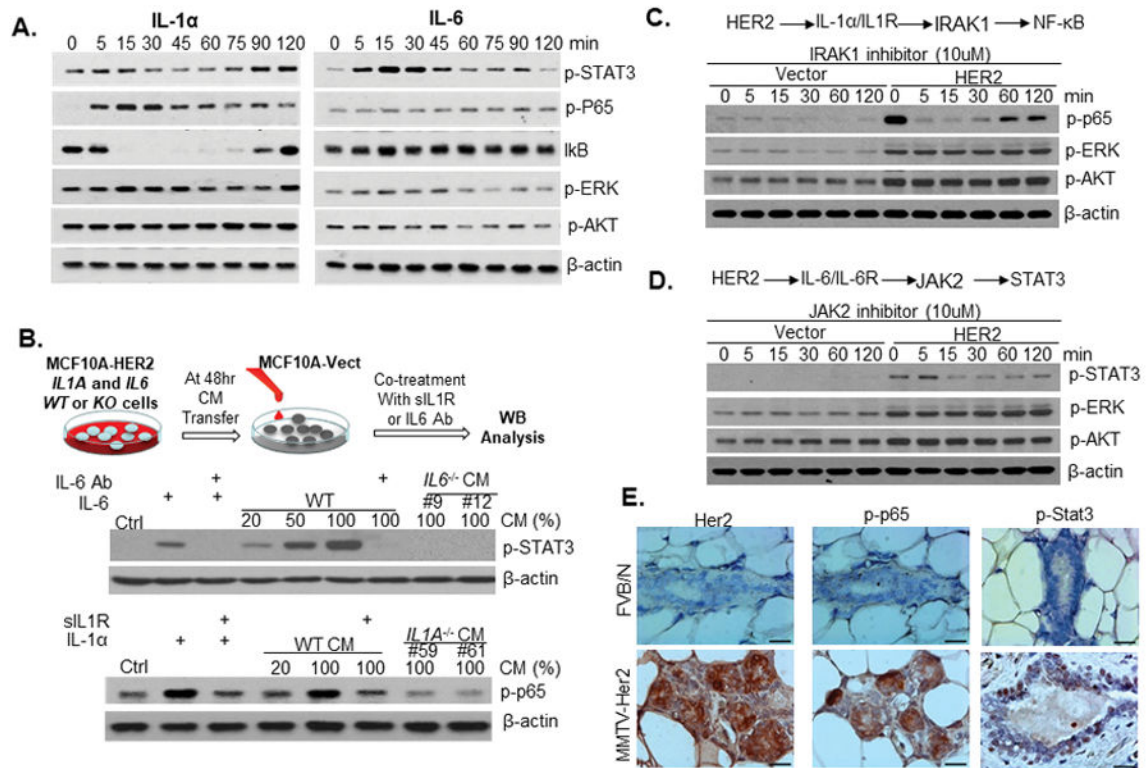 A.
IL-1α
0 5 15 30 45 60 75 90 120
IL-6
0 5 15 30 45 60 75 90 120 min
p-STAT3
p-P65
IkB
p-ERK
p-AKT
β-actin
B.
MCF10A-HER2
IL1A and IL6
WT or KO cells
At 48hr
CM
Transfer
MCF10A-Vect
Co-treatment
With sIL1R
or IL6 Ab
WB
Analysis
IL-6 Ab + +
IL-6 + +
WT
IL6-/- CM
#9 #12
Ctrl 20 50 100 100 100 100 CM (%)
p-STAT3
β-actin
sIL1R + +
IL-1α + +
WT CM
IL1A-/- CM
#59 #61
Ctrl 20 100 100 100 100 CM (%)
p-p65
β-actin
C.
HER2 → IL-1α/IL1R → IRAK1 → NF-κB
IRAK1 inhibitor (10uM)
Vector HER2
0 5 15 30 60 120 0 5 15 30 60 120 min
p-p65
p-ERK
p-AKT
β-actin
D.
HER2 → IL-6/IL-6R → JAK2 → STAT3
JAK2 inhibitor (10uM)
Vector HER2
0 5 15 30 60 120 0 5 15 30 60 120 min
p-STAT3
p-ERK
p-AKT
β-actin
E.
Her2 p-p65 p-Stat3
FVB/N
MMTV-Her2